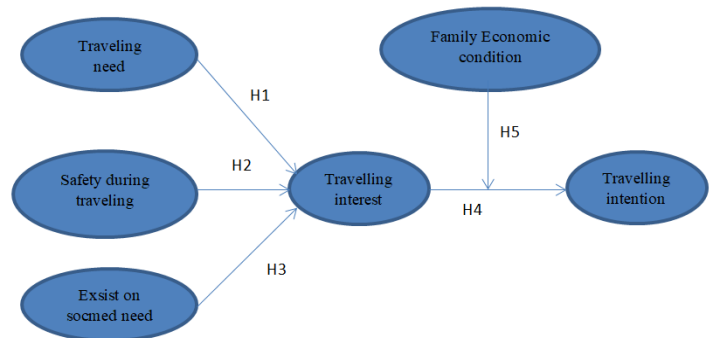 Traveling
need
Family Economic
condition
H1
H5
H2
Safety during
traveling
Travelling
interest
Travelling
intention
H4
H3
Exsist on
socmed need